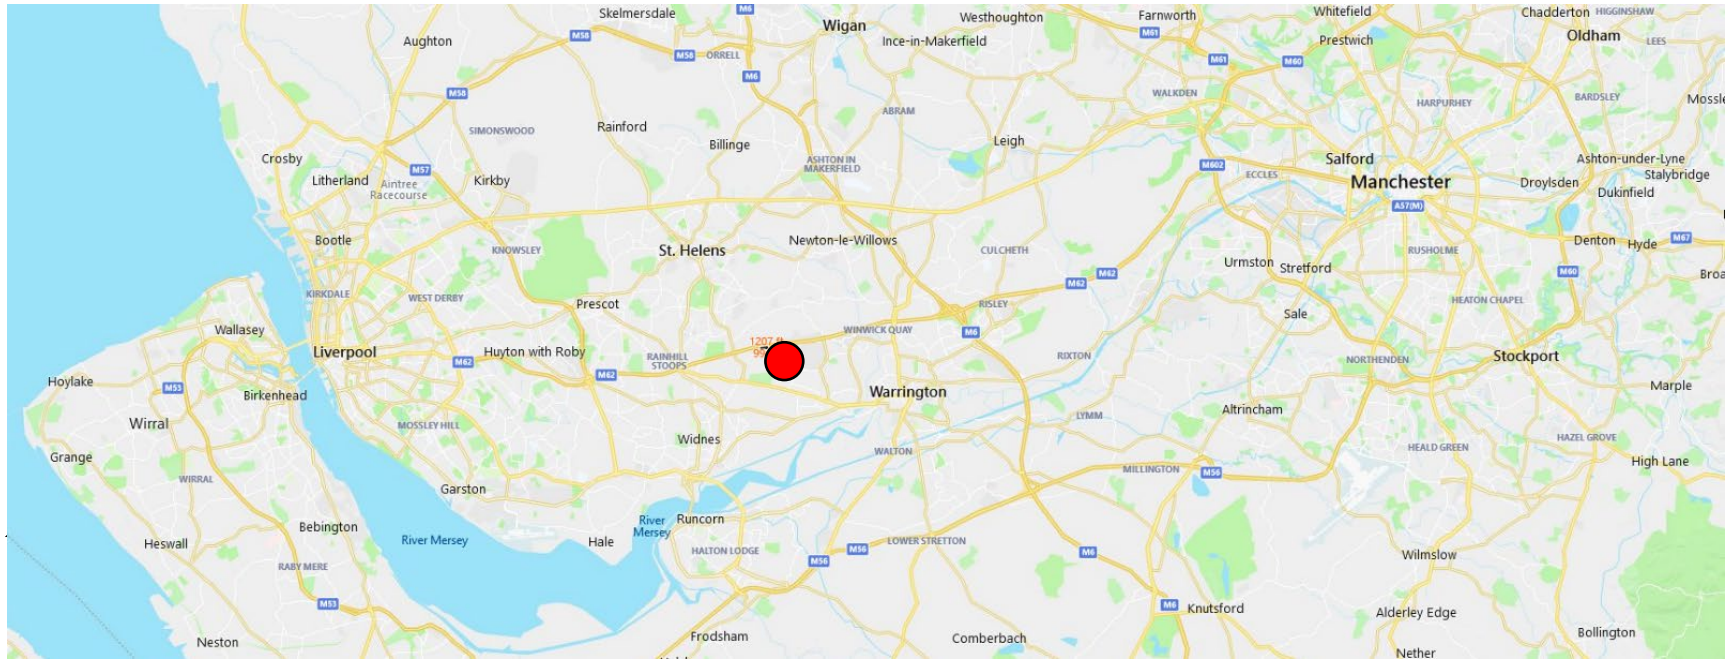 Skelmersdale
M6
Wigan
Westhoughton
Farnworth
Whitefield
Chadderton
HIGGINSHAW
Aughton
M58
M58
ORRELL
Ince-in-Makerfield
M61
Prestwich
Oldham
LEES
M6
M61
M60
M58
WALKDEN
HARPURHEY
BARDSLEY
SIMONSWOOD
Rainford
ABRAM
Billinge
Leigh
Crosby
M57
ASHTON IN
MAKERFIELD
M602
Salford
Ashton-under-Lyne
Litherland
Aintree
Racecourse
Kirkby
ECCLES
Manchester
Droylsden
Stalybridge
Dukinfield
A57(M)
Bootle
KNOWSLEY
St. Helens
Newton-le-Willows
CULCHETH
RUSHOLME
Denton
Hyde
M67
Urmston
Stretford
M62
M62
M60
KIRKDALE
WEST DERBY
Prescot
RISLEY
HEATON CHAPEL
Sale
Wallasey
WINWICK QUAY
M6
Liverpool
Huyton with Roby
M62
RAINHILL
STOOPS
1207 ft
RIXTON
NORTHENDEN
Stockport
M62
Hoylake
M53
Birkenhead
Warrington
Marple
Wirral
MOSSLEY HILL
LYMM
Altrincham
Widnes
WALTON
HEALD GREEN
HAZEL GROVE
Grange
WIRRAL
MILLINGTON
M56
High Lane
Garston
River
Mersey
Runcorn
Bebington
River Mersey
Hale
Heswall
HALTON LODGE
M56
LOWER STRETTON
M6
Wilmslow
RABY MERE
M56
M53
M6
Knutsford
Alderley Edge
Neston
Frodsham
Comberbach
Bollington
Nether